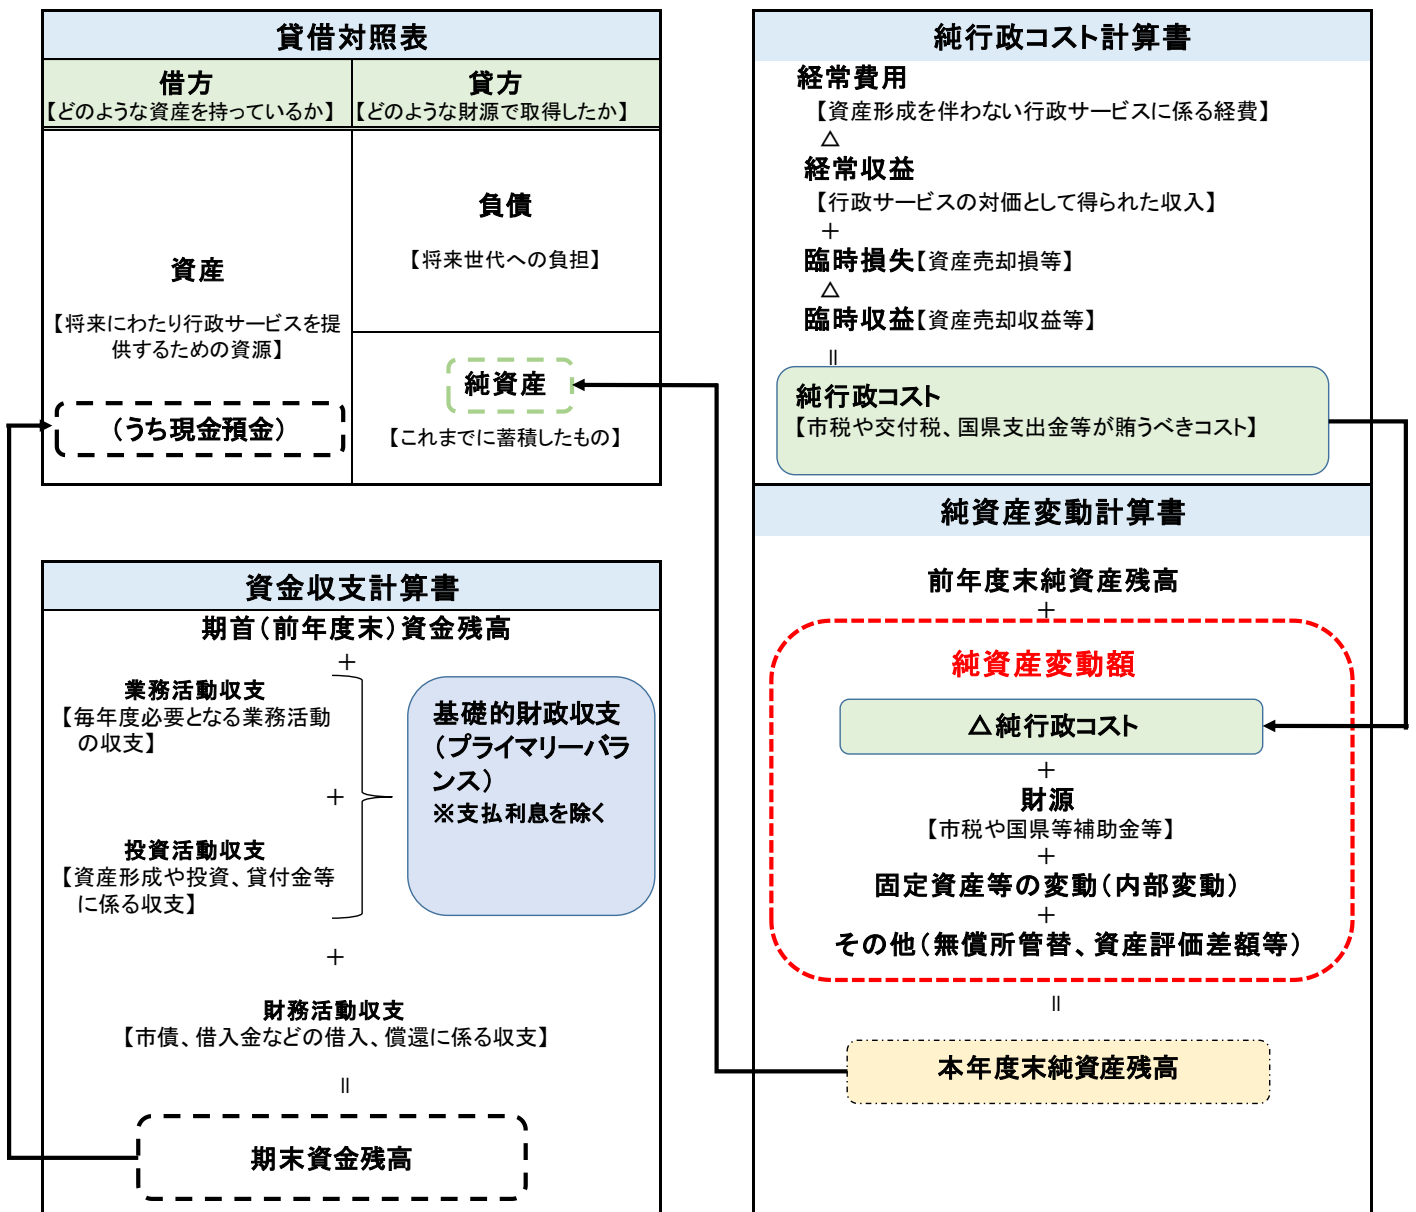 貸借対照表
借方
【どのような資産を持っているか】
貸方
【どのような財源で取得したか】
資産
【将来にわたり行政サービスを提
供するための資源】
（うち現金預金）
負債
【将来世代への負担】
純資産
【これまでに蓄積したもの】
資金収支計算書
期首（前年度末）資金残高
＋
業務活動収支
【毎年度必要となる業務活動
の収支】
＋
投資活動収支
【資産形成や投資、貸付金等
に係る収支】
基礎的財政収支
（プライマリーバラ
ンス）
※支払利息を除く
＋
財務活動収支
【市債、借入金などの借入、償還に係る収支】
＝
期末資金残高
純行政コスト計算書
経常費用
【資産形成を伴わない行政サービスに係る経費】
△
経常収益
【行政サービスの対価として得られた収入】
＋
臨時損失【資産売却損等】
△
臨時収益【資産売却収益等】
＝
純行政コスト
【市税や交付税、国県支出金等が賄うべきコスト】
純資産変動計算書
前年度末純資産残高
＋
純資産変動額
△純行政コスト
＋
財源
【市税や国県等補助金等】
＋
固定資産等の変動（内部変動）
＋
その他（無償所管替、資産評価差額等）
＝
本年度末純資産残高